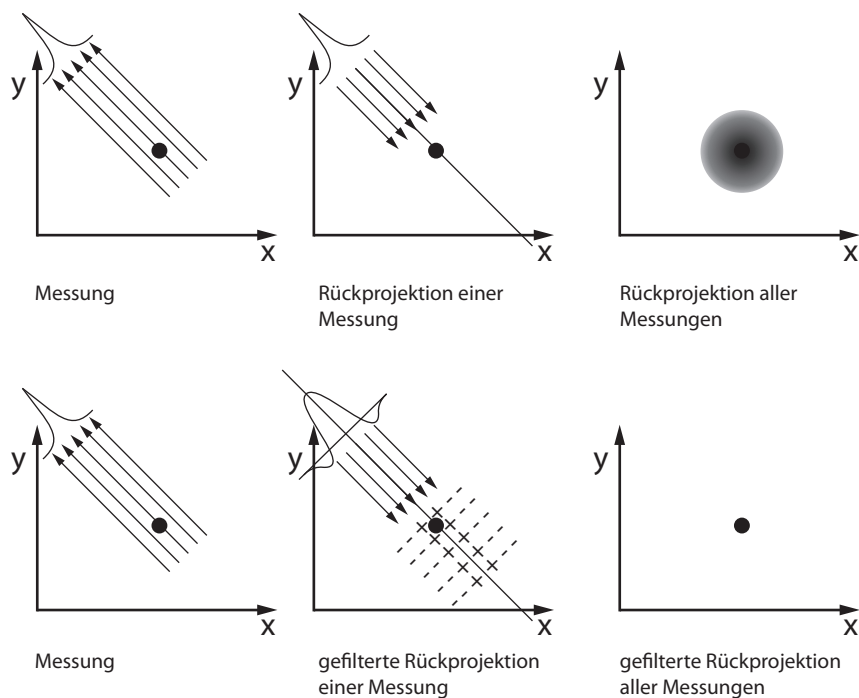 y
x
y
x
y
x
Messung
Rückprojektion einer
Messung
Rückprojektion aller
Messungen
y
x
y
x
y
x
Messung
gefilterte Rückprojektion
einer Messung
gefilterte Rückprojektion
aller Messungen